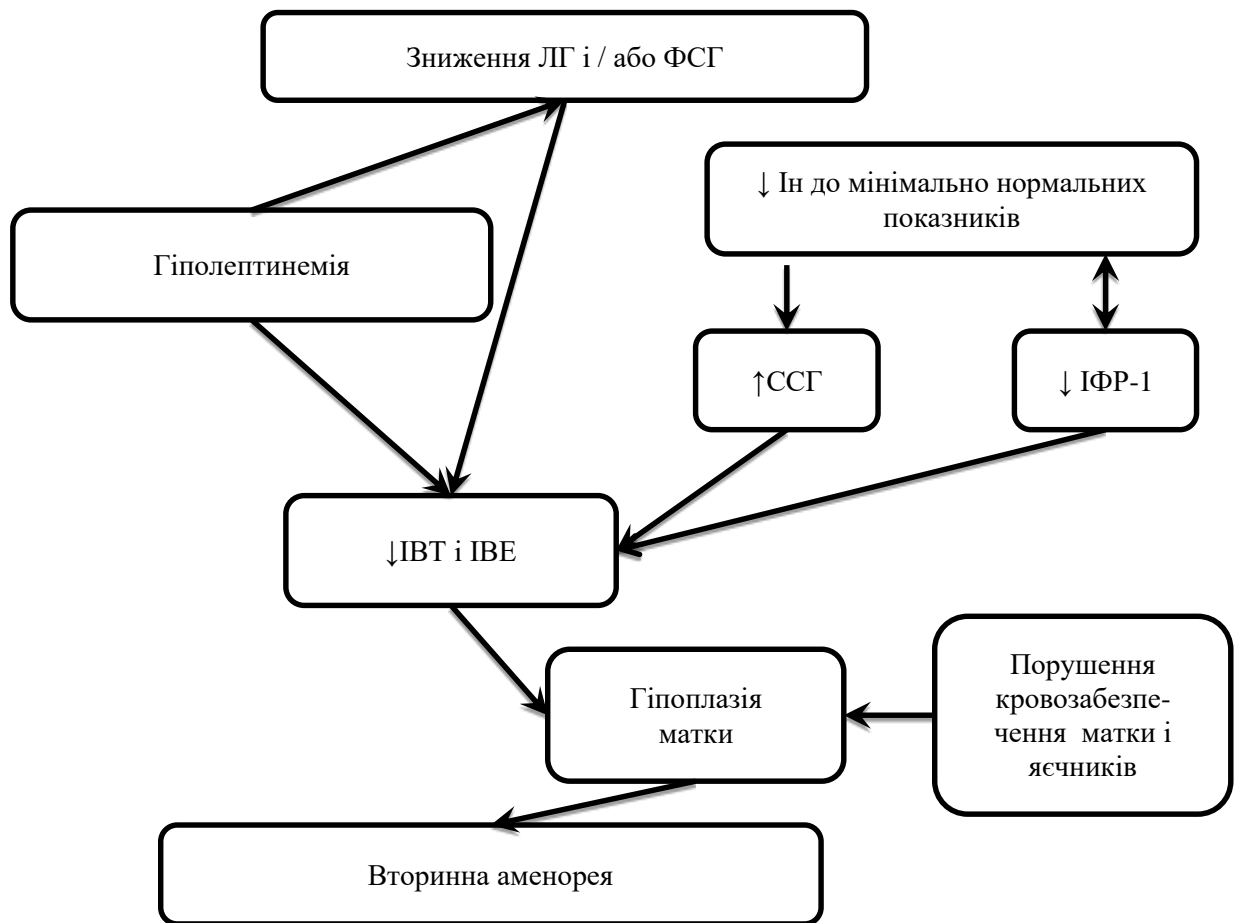 Зниження ЛГ і / або ФСГ
↓ Ін до мінімально нормальних
показників
Гіполептинемія
↑ССГ
↓ ІФР-1
↓ІВТ і ІВЕ
Гіпоплазія
матки
Порушення
кровозабезпе-
чення матки і
яєчників
Вторинна аменорея